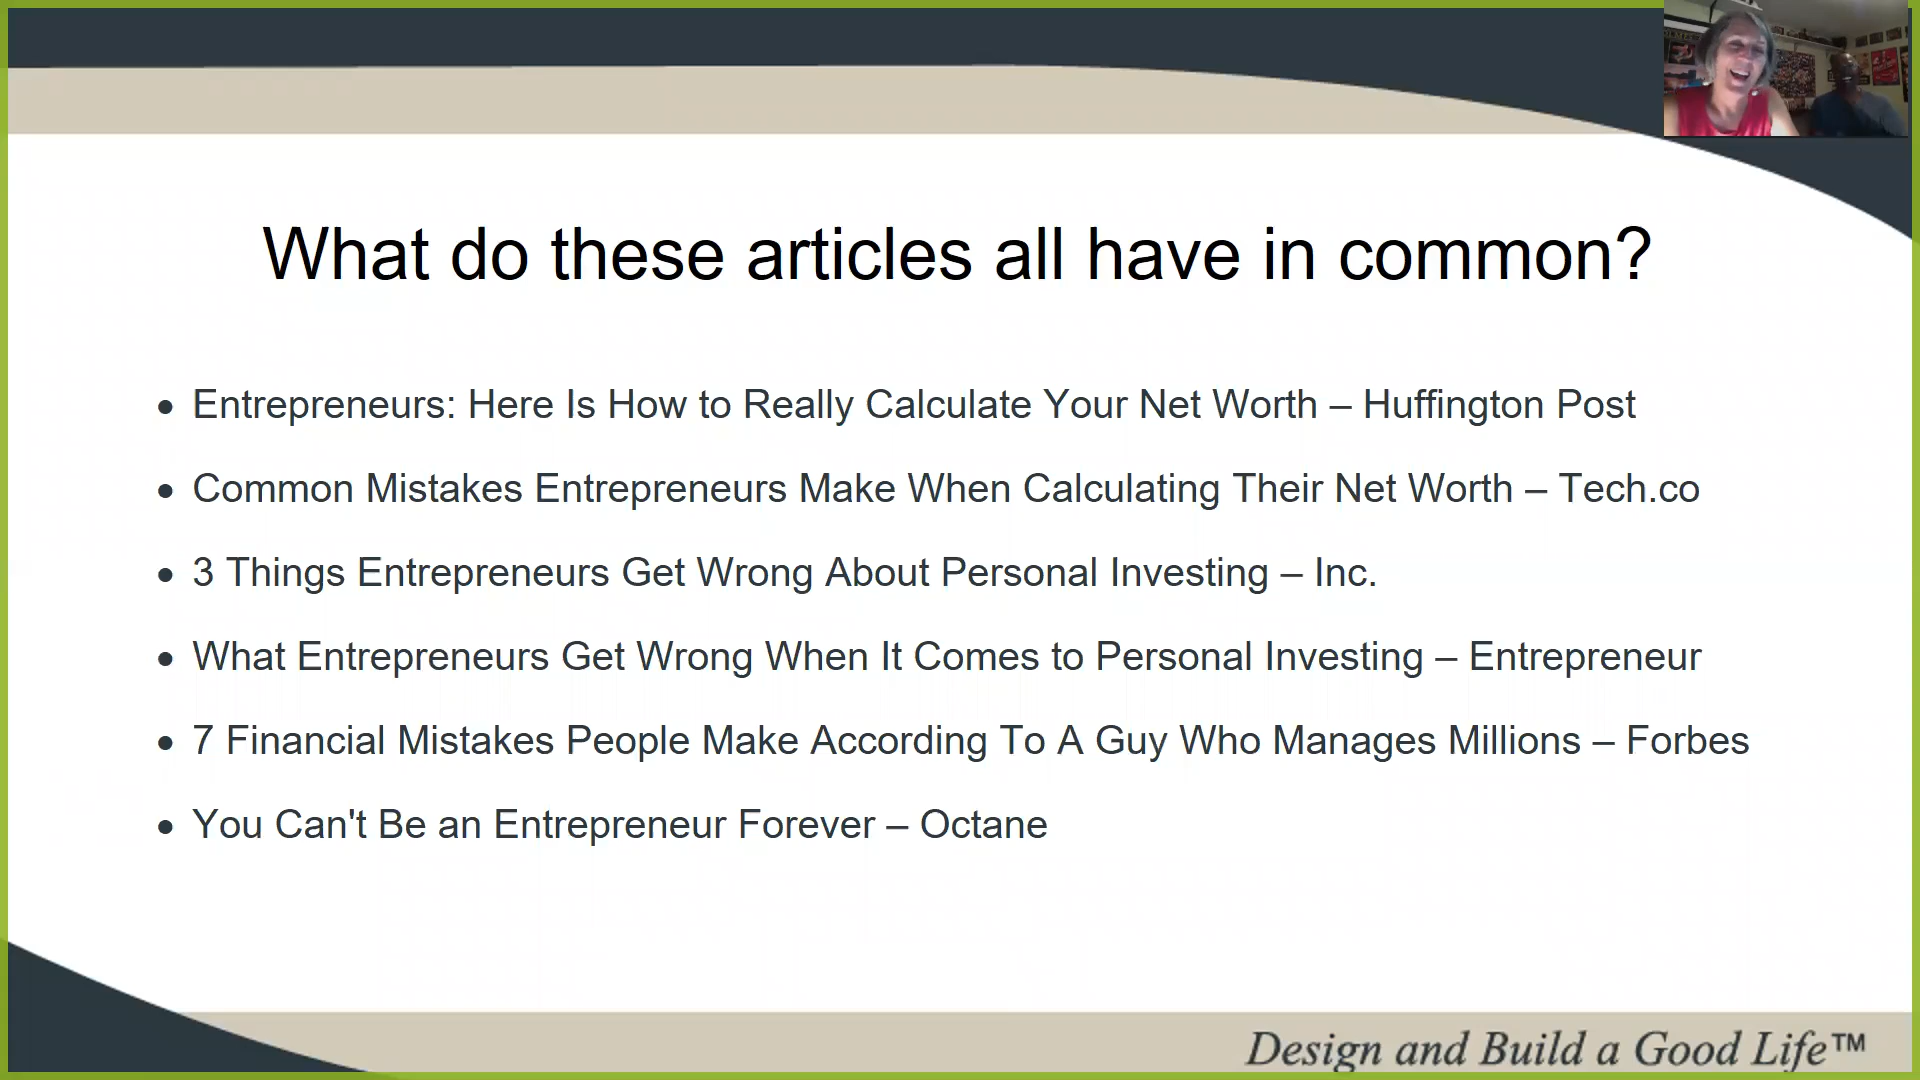 What do these articles all have in common?
Entrepreneurs: Here Is How to Really Calculate Your Net Worth – Huffington Post
Common Mistakes Entrepreneurs Make When Calculating Their Net Worth – Tech.co
3 Things Entrepreneurs Get Wrong About Personal Investing – Inc.
What Entrepreneurs Get Wrong When It Comes to Personal Investing – Entrepreneur
7 Financial Mistakes People Make According To A Guy Who Manages Millions – Forbes
You Can't Be an Entrepreneur Forever – Octane
Design and Build a Good Life™